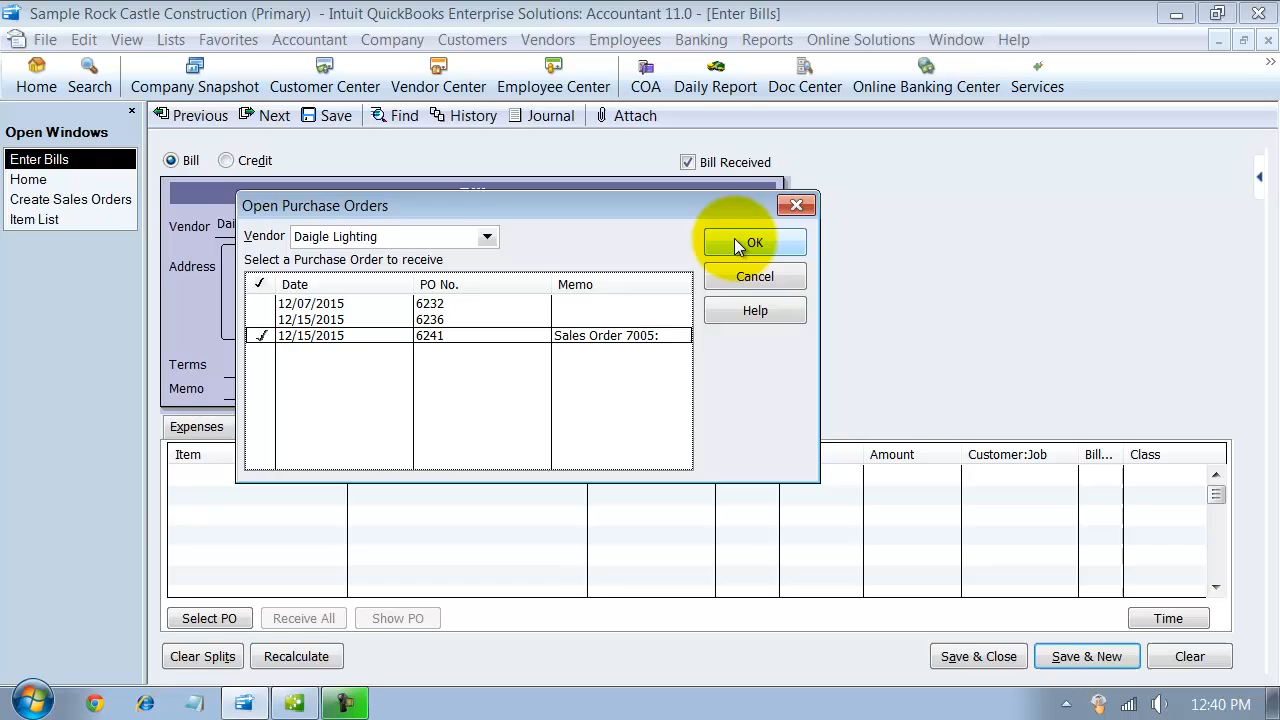 Sample Rock Castle Construction (Primary) - Intuit QuickBooks Enterprise Solutions: Accountant 11.0 - [Enter Bills]
File Edit View Lists Favorites Accountant Company Customers Vendors Employees Banking Reports Online Solutions Window Help
Home Search Company Snapshot Customer Center Vendor Center Employee Center COA Daily Report Doc Center Online Banking Center Services
Previous Next Save Find History Journal Attach
Open Windows
Enter Bills
Home
Create Sales Orders
Item List
Bill Credit Bill Received
Vendor Dai
Address
Terms
Memo
Open Purchase Orders
Vendor Daigle Lighting
Select a Purchase Order to receive
Date PO No. Memo
12/07/2015 6232
12/15/2015 6236
12/15/2015 6241 Sales Order 7005:
OK
Cancel
Help
Expenses
Item Amount Customer:Job Bill... Class
Select PO Receive All Show PO Time
Clear Splits Recalculate Save & Close Save & New Clear
12:40 PM